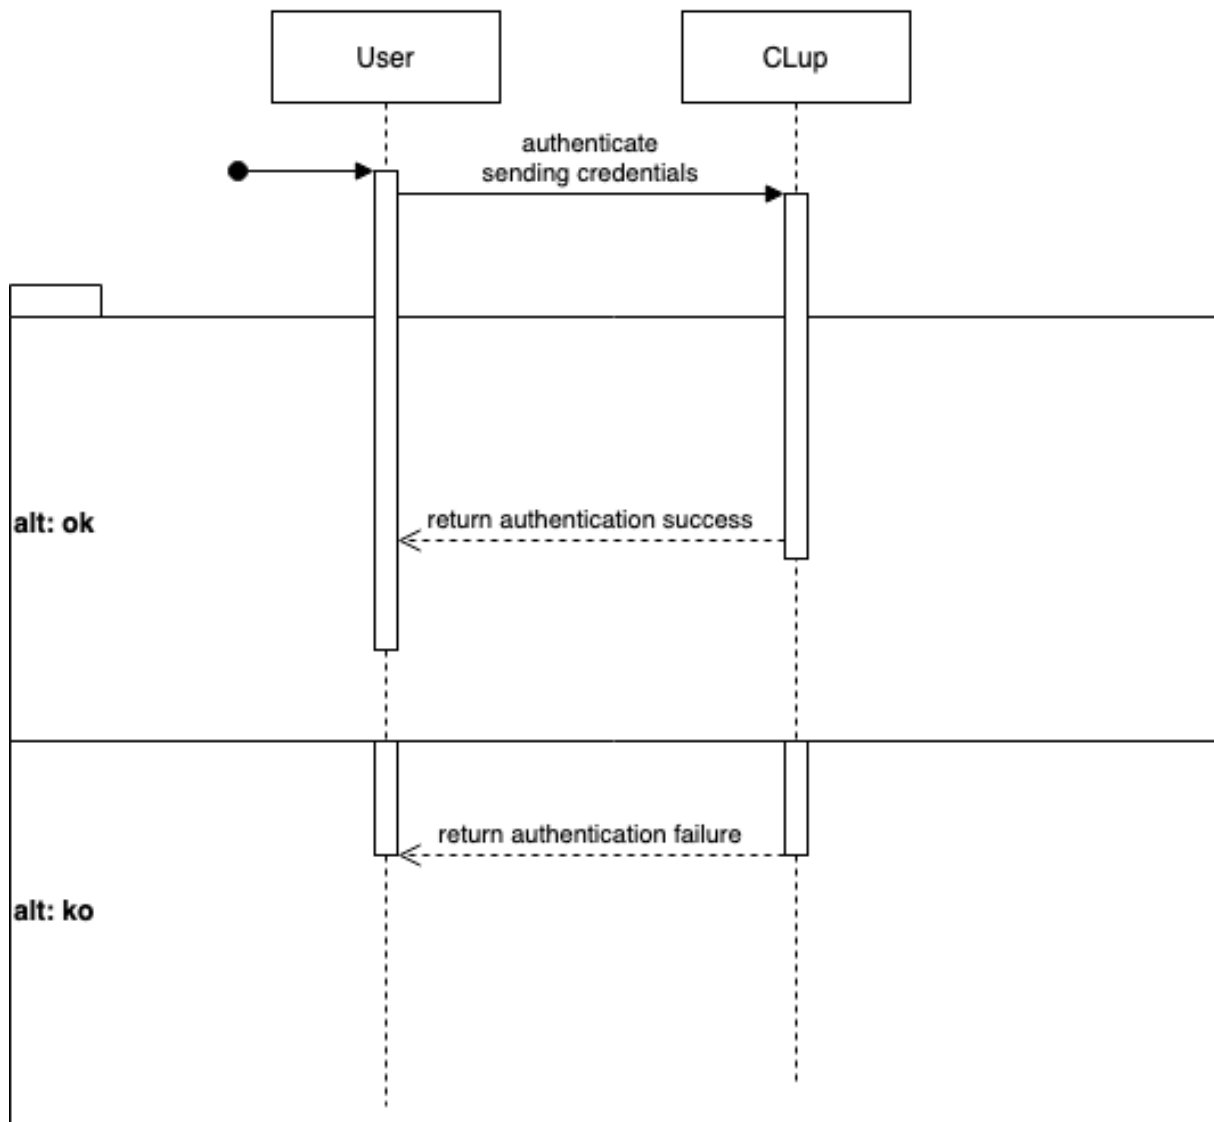 User
CLup
authenticate
sending credentials
alt: ok
return authentication success
return authentication failure
alt: ko